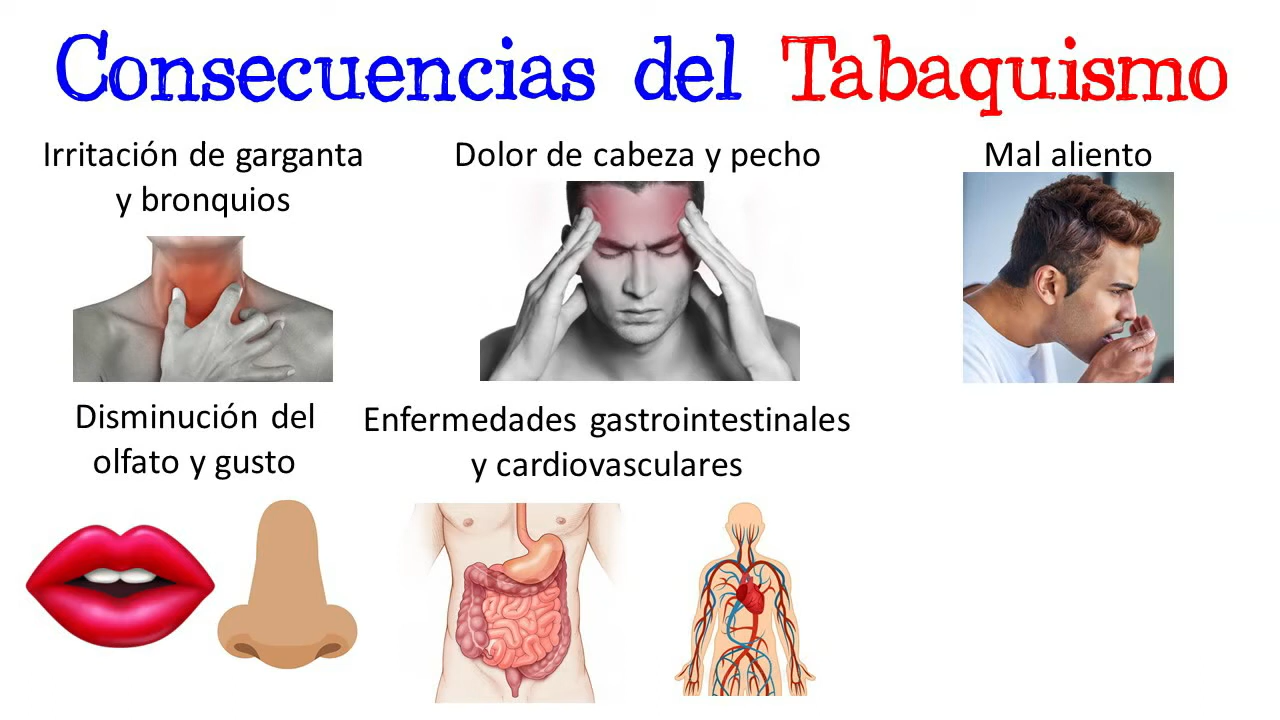 Consecuencias del Tabaquismo
Irritación de garganta
y bronquios
Dolor de cabeza y pecho
Mal aliento
Disminución del
olfato y gusto
Enfermedades gastrointestinales
y cardiovasculares